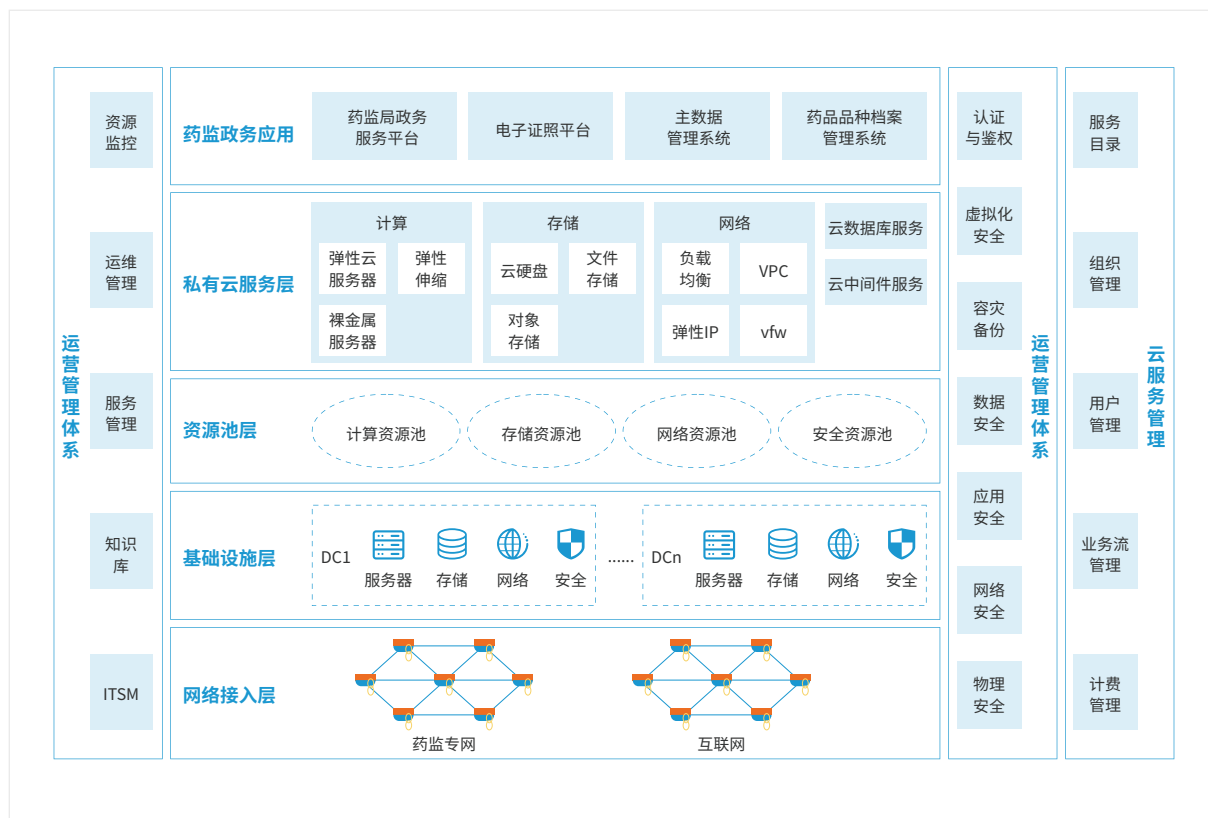 运营管理体系
资源
监控
运维
管理
服务
管理
知识
库
ITSM
药监政务应用
药监局政务
服务平台
电子证照平台
主数据
管理系统
药品品种档案
管理系统
私有云服务层
计算
弹性云
服务器
弹性
伸缩
裸金属
服务器
存储
云硬盘
文件
存储
对象
存储
网络
负载
均衡
VPC
弹性IP
vfw
云数据库服务
云中间件服务
资源池层
计算资源池
存储资源池
网络资源池
安全资源池
基础设施层
DC1
服务器
存储
网络
安全
......
DCn
服务器
存储
网络
安全
网络接入层
药监专网
互联网
认证
与鉴权
虚拟化
安全
容灾
备份
数据
安全
应用
安全
网络
安全
物理
安全
运营管理体系
服务
目录
组织
管理
用户
管理
业务流
管理
计费
管理
云服务管理